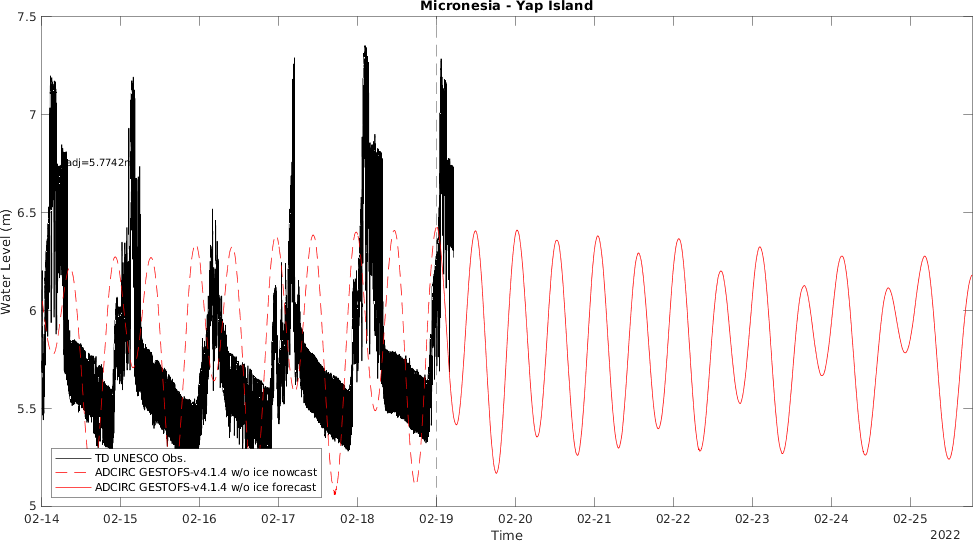 Micronesia - Yap Island
7.5
7
6.5
6
5.5
5
Water Level (m)
adj=5.7742m
TD UNESCO Obs.
ADCIRC GESTOFS-v4.1.4 w/o ice nowcast
ADCIRC GESTOFS-v4.1.4 w/o ice forecast
02-14 02-15 02-16 02-17 02-18 02-19 02-20 02-21 02-22 02-23 02-24 02-25
Time
2022